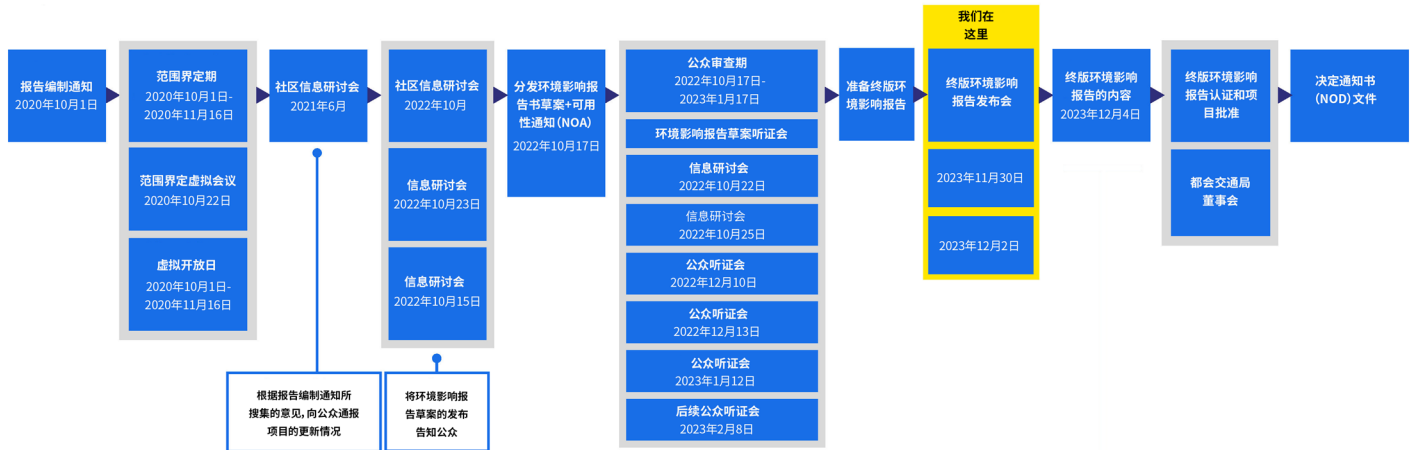 报告编制通知
2020年10月1日
范围界定期
2020年10月1日-
2020年11月16日
范围界定虚拟会议
2020年10月22日
虚拟开放日
2020年10月1日-
2020年11月16日
社区信息研讨会
2021年6月
根据报告编制通知所
搜集的意见,向公众通报
项目的更新情况
社区信息研讨会
2022年10月
信息研讨会
2022年10月23日
信息研讨会
2022年10月15日
将环境影响报
告草案的发布
告知公众
分发环境影响报
告书草案+可用
性通知(NOA)
2022年10月17日
公众审查期
2022年10月17日-
2023年1月17日
环境影响报告草案听证会
信息研讨会
2022年10月22日
信息研讨会
2022年10月25日
公众听证会
2022年12月10日
公众听证会
2022年12月13日
公众听证会
2023年1月12日
后续公众听证会
2023年2月8日
准备终版环
境影响报告
我们在
这里
终版环境影响
报告发布会
2023年11月30日
2023年12月2日
终版环境影响
报告的内容
2023年12月4日
终版环境影响
报告认证和项
目批准
都会交通局
董事会
决定通知书
(NOD)文件